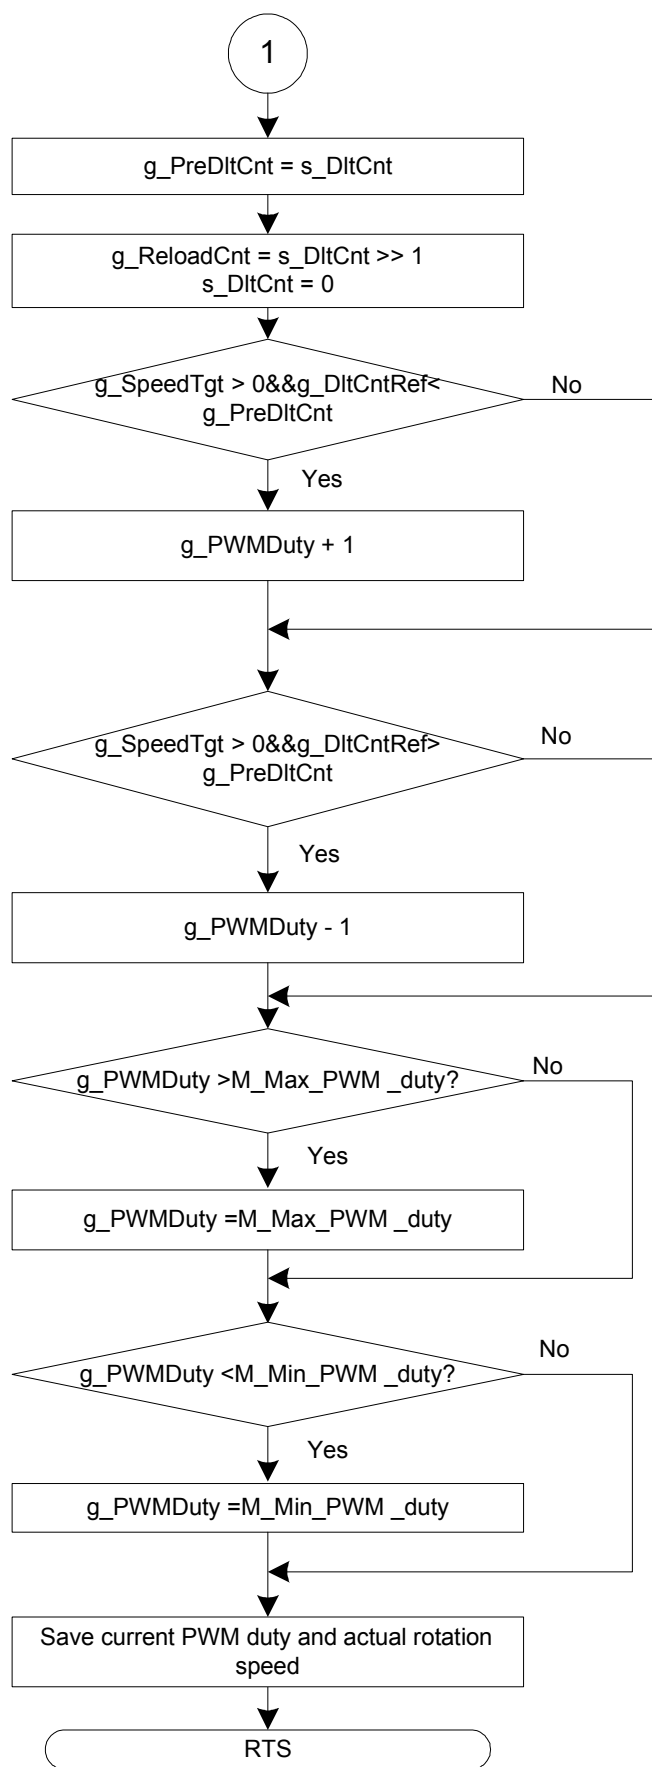 1
g_PreDltCnt = s_DltCnt
g_ReloadCnt = s_DltCnt >> 1
s_DltCnt = 0
g_SpeedTgt > 0&&g_DltCntRef<
g_PreDltCnt
No
Yes
g_PWMDuty + 1
g_SpeedTgt > 0&&g_DltCntRef>
g_PreDltCnt
No
Yes
g_PWMDuty - 1
g_PWMDuty >M_Max_PWM _duty?
No
Yes
g_PWMDuty =M_Max_PWM _duty
g_PWMDuty <M_Min_PWM _duty?
No
Yes
g_PWMDuty =M_Min_PWM _duty
Save current PWM duty and actual rotation
speed
RTS